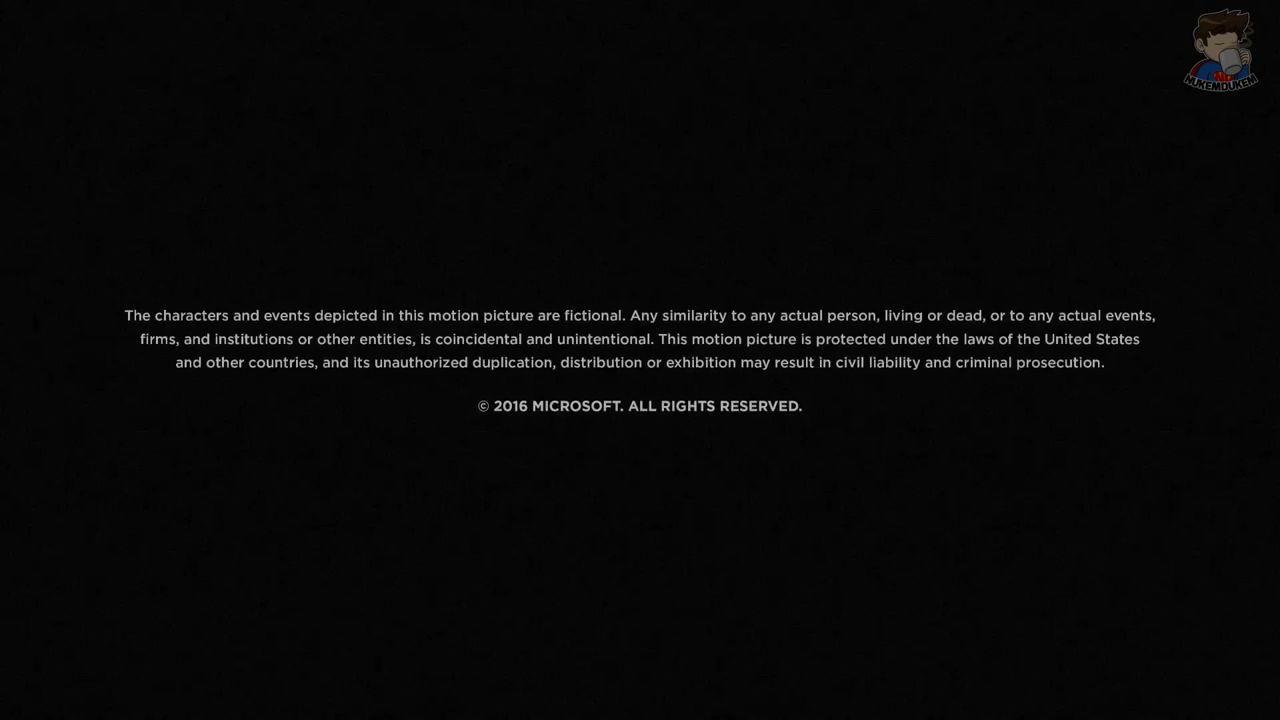 NUKEMDUKEM
The characters and events depicted in this motion picture are fictional. Any similarity to any actual person, living or dead, or to any actual events,
firms, and institutions or other entities, is coincidental and unintentional. This motion picture is protected under the laws of the United States
and other countries, and its unauthorized duplication, distribution or exhibition may result in civil liability and criminal prosecution.
© 2016 MICROSOFT. ALL RIGHTS RESERVED.